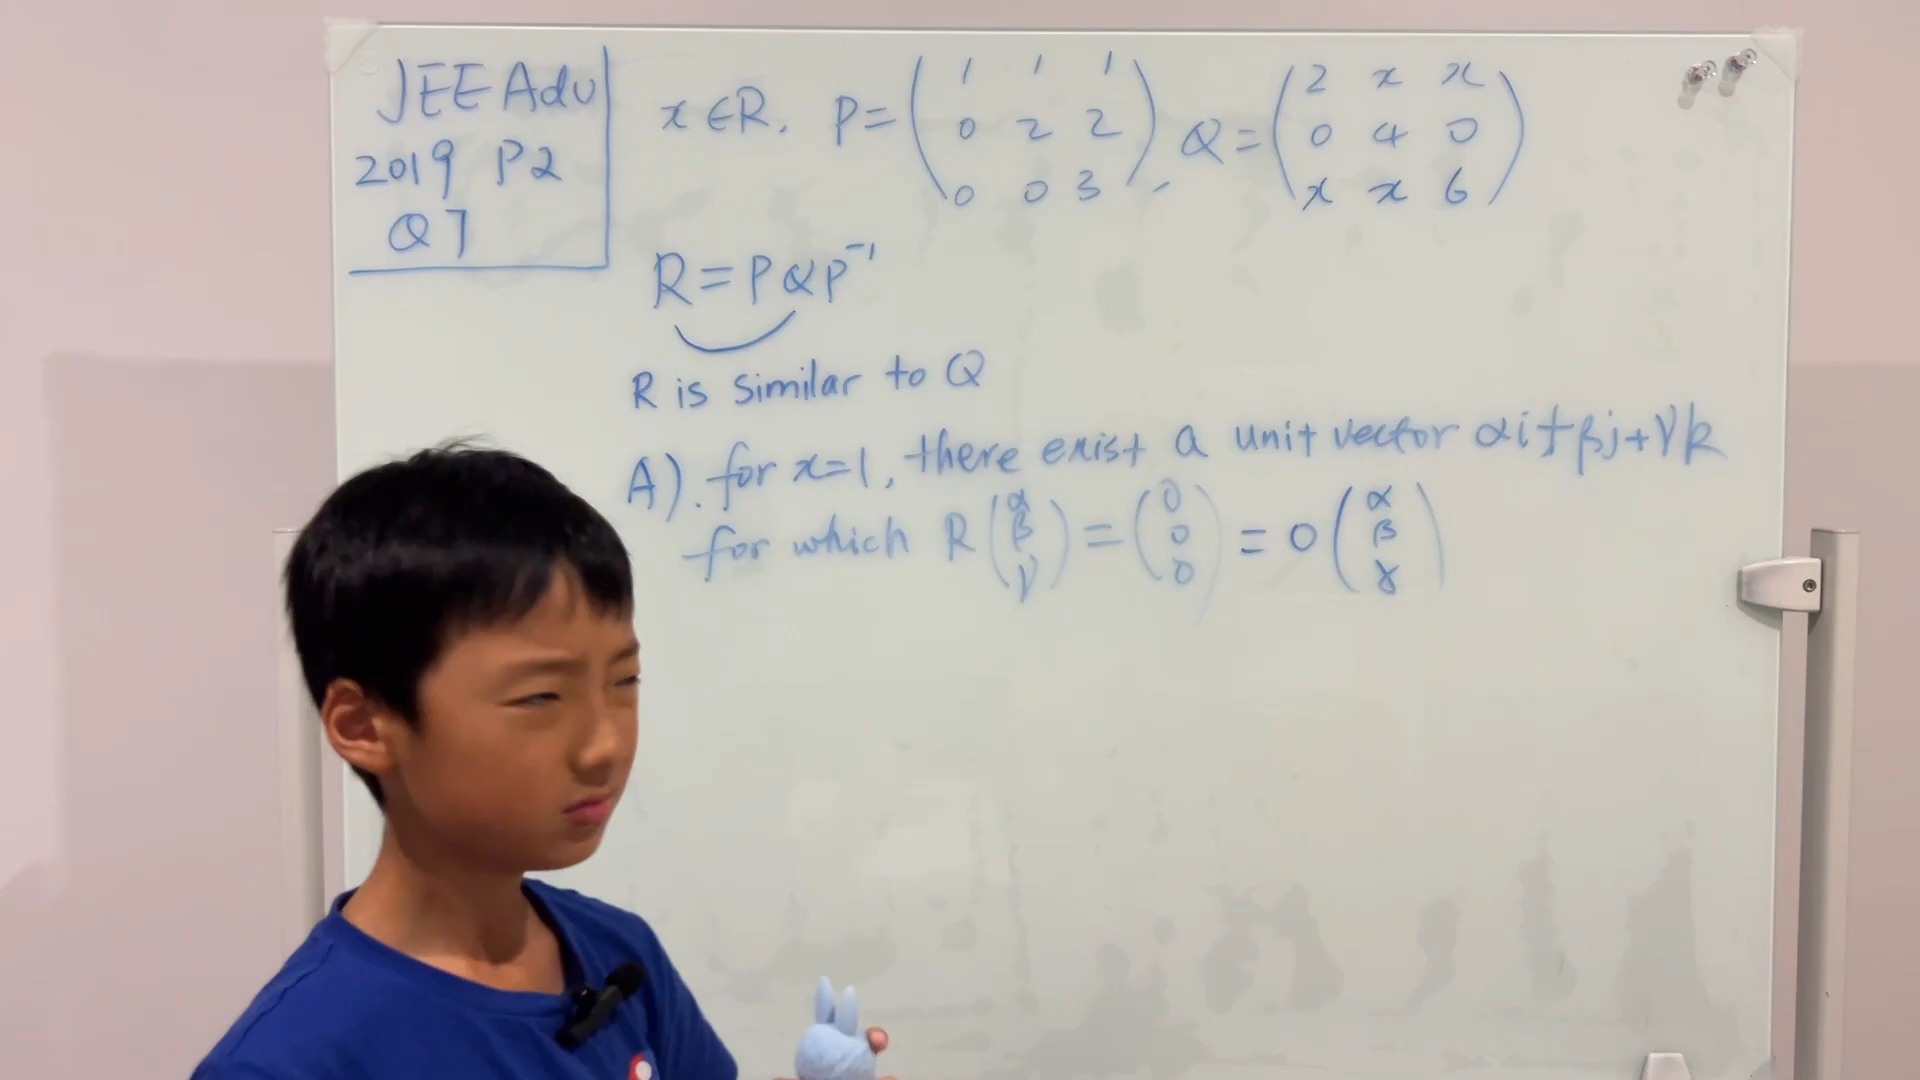 JEE Adv
2019 P2
Q7
x ∈ R, P = ( 1 1 1 ; 0 2 2 ; 0 0 3 ), Q = ( 2 x x ; 0 4 0 ; x x 6 )
R = PQP⁻¹
R is similar to Q
A). for x=1, there exist a unit vector αi+βj+γk
for which R ( α ; β ; γ ) = ( 0 ; 0 ; 0 ) = 0 ( α ; β ; γ )